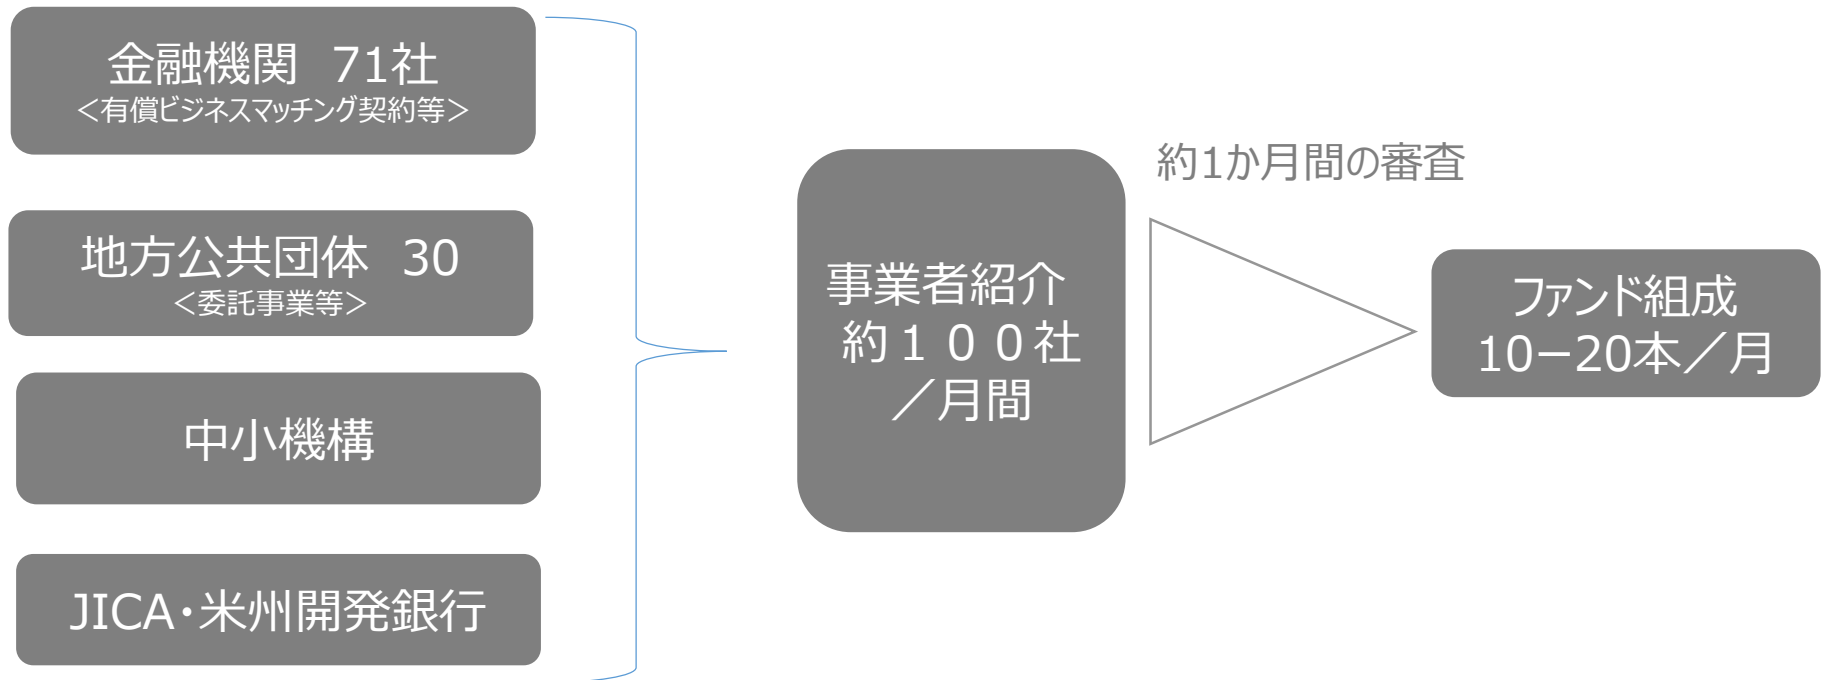 金融機関　71社
＜有償ビジネスマッチング契約等＞
地方公共団体　30
＜委託事業等＞
中小機構
JICA・米州開発銀行
事業者紹介
約１００社
／月間
約1か月間の審査
ファンド組成
10－20本／月